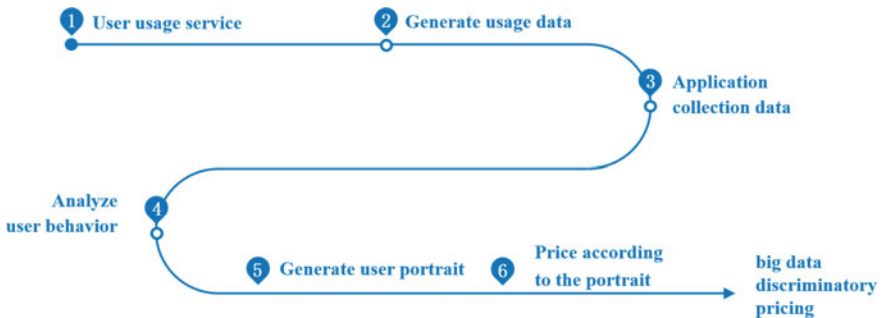 1 User usage service
2 Generate usage data
3 Application
collection data
4 Analyze
user behavior
5 Generate user portrait
6 Price according
to the portrait
big data
discriminatory
pricing